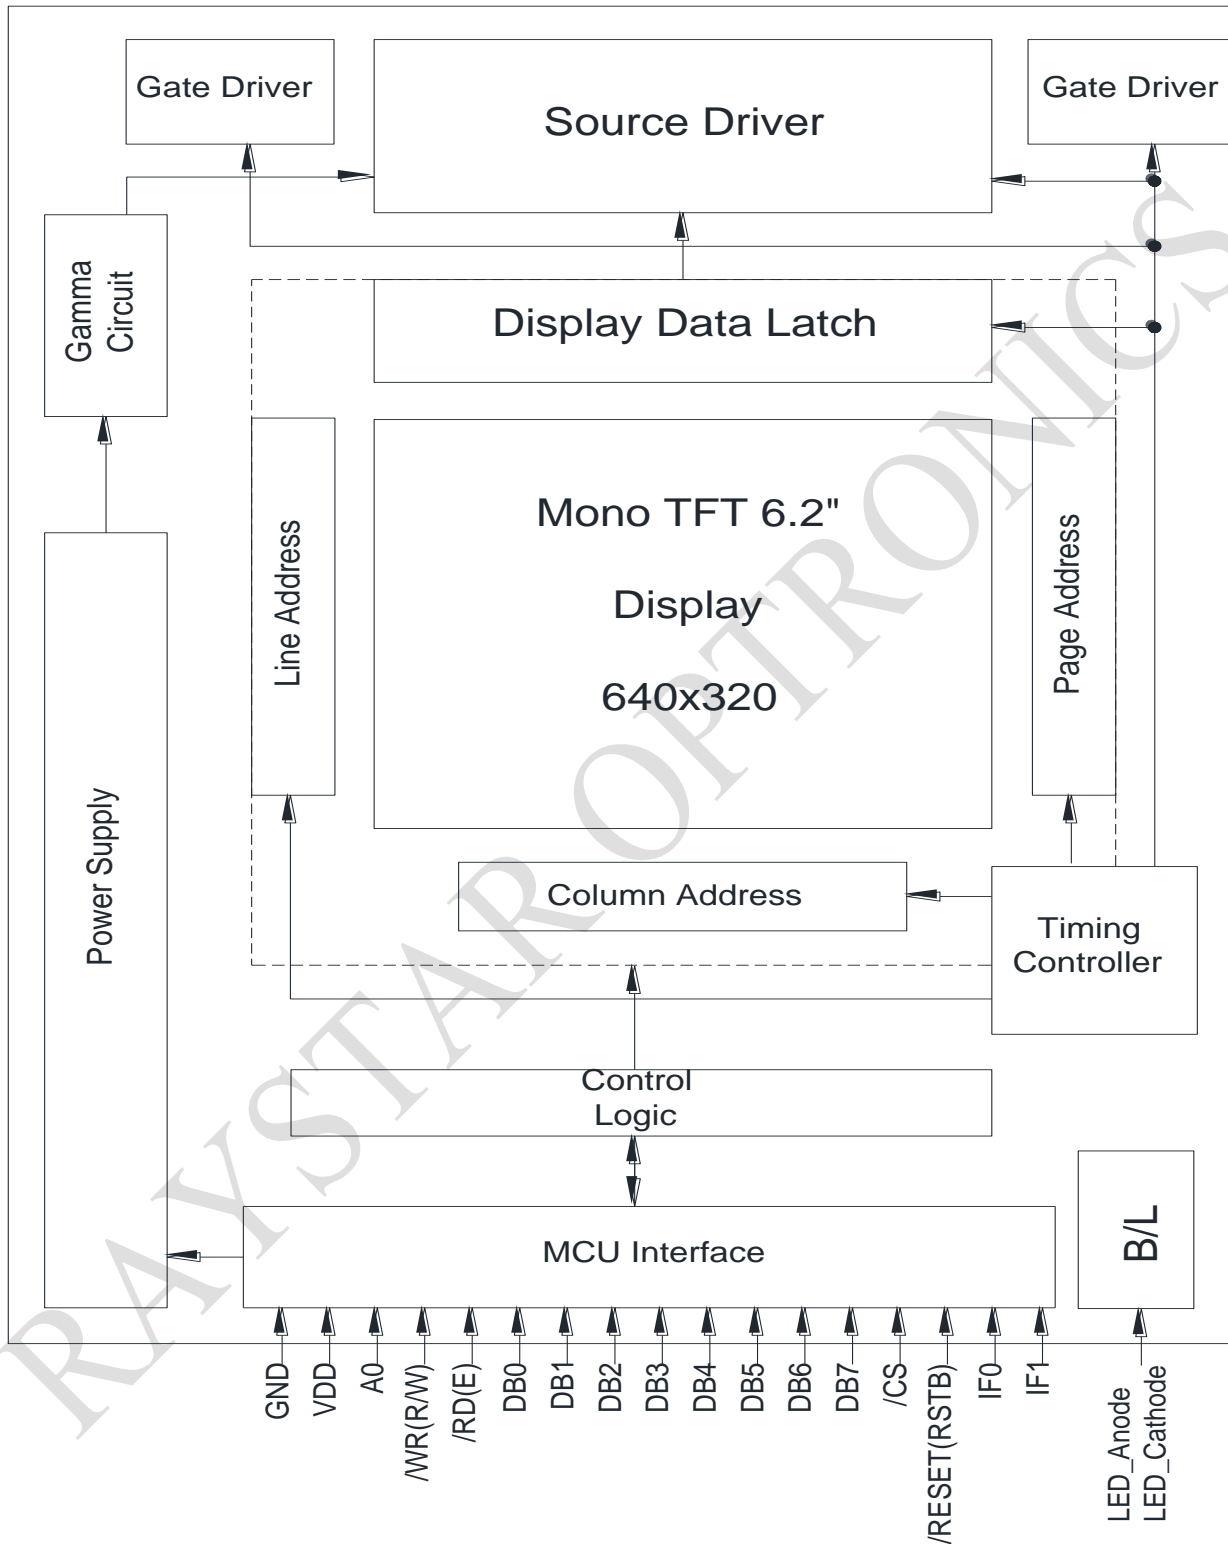 Gate Driver
Source Driver
Gate Driver
Gamma
Circuit
Display Data Latch
Line Address
Mono TFT 6.2"
Display
640x320
Page Address
Power Supply
Column Address
Timing
Controller
Control
Logic
MCU Interface
B/L
GND
VDD
A0
/WR(R/W)
/RD(E)
DB0
DB1
DB2
DB3
DB4
DB5
DB6
DB7
/CS
/RESET(RSTB)
IF0
IF1
LED_Anode
LED_Cathode
RAYSTAR OPTRONICS